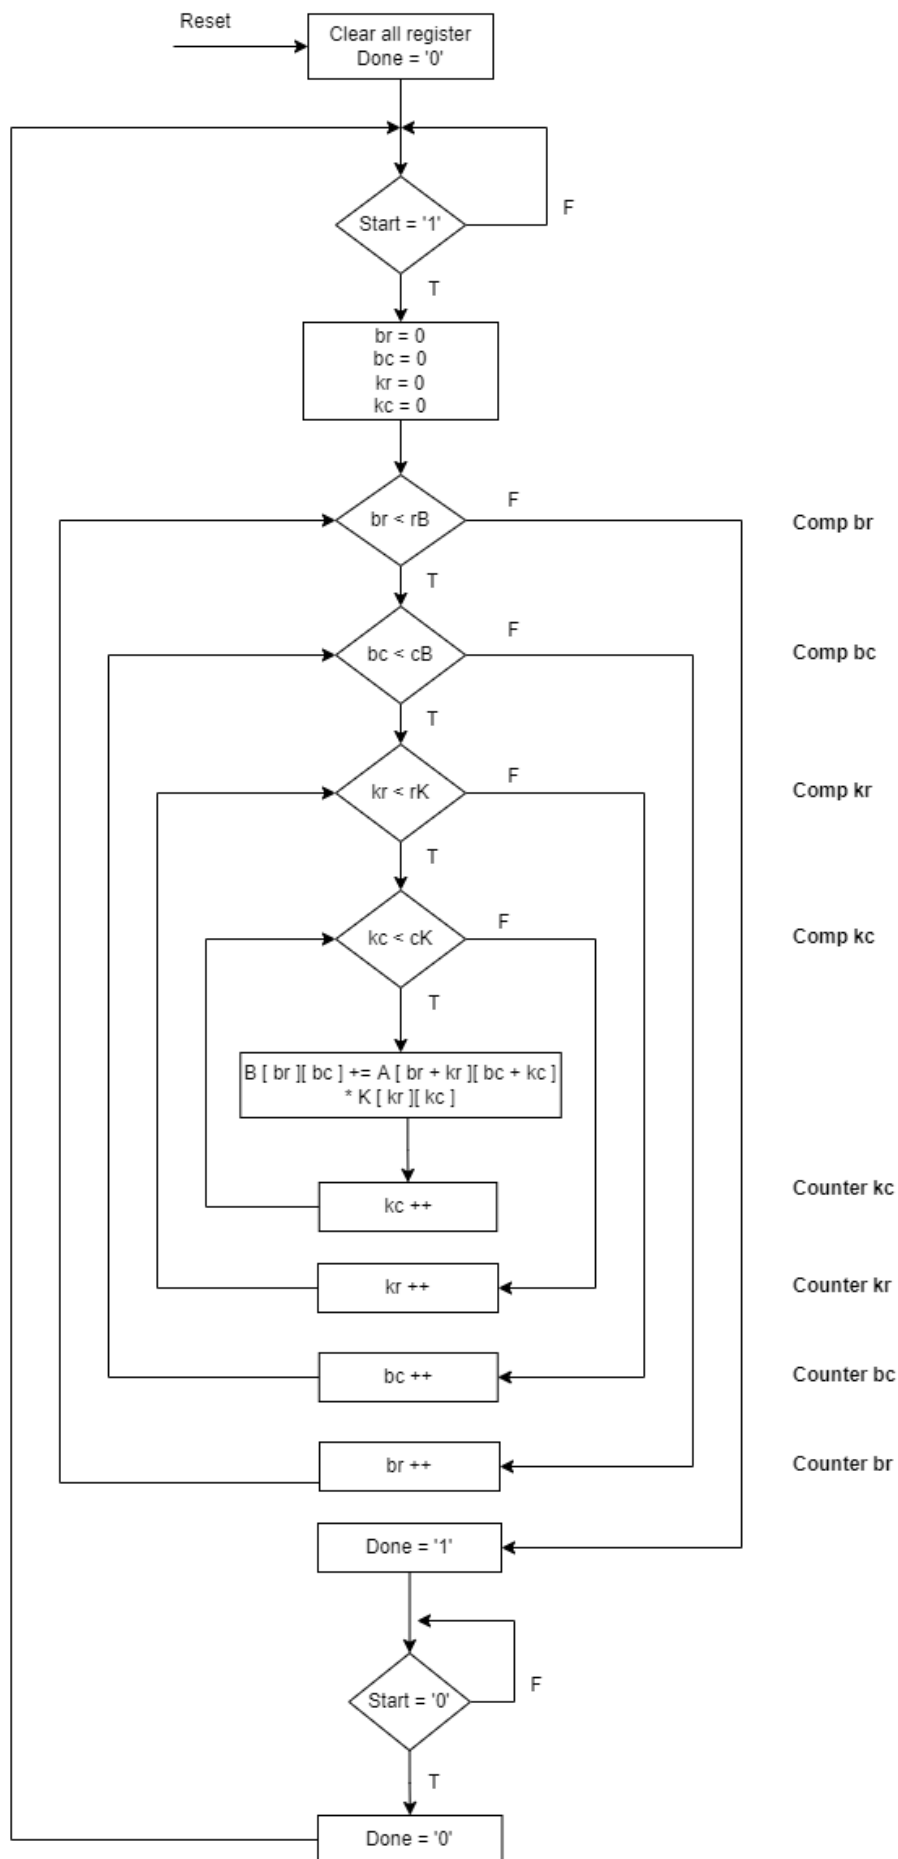 Reset
Clear all register
Done = '0'
Start = '1'
F
T
br = 0
bc = 0
kr = 0
kc = 0
br < rB
F
Comp br
T
bc < cB
F
Comp bc
T
kr < rK
F
Comp kr
T
kc < cK
F
Comp kc
T
B [ br ][ bc ] += A [ br + kr ][ bc + kc ]
* K [ kr ][ kc ]
kc ++
Counter kc
kr ++
Counter kr
bc ++
Counter bc
br ++
Counter br
Done = '1'
Start = '0'
F
T
Done = '0'